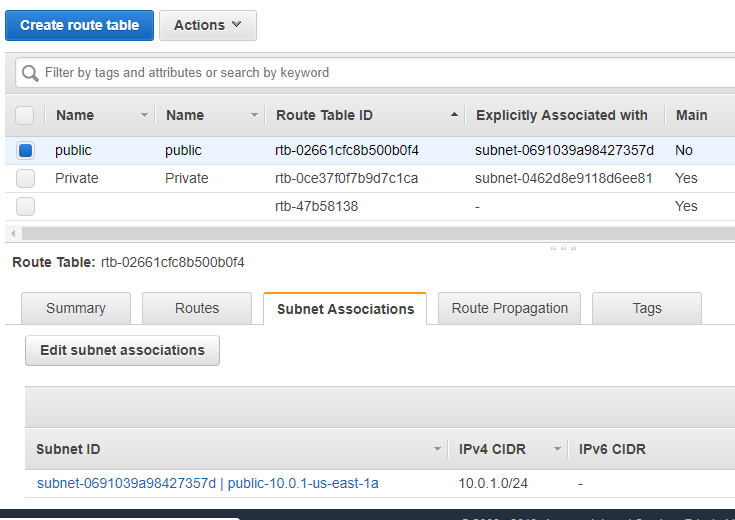 Create route table Actions
Filter by tags and attributes or search by keyword
Name Name Route Table ID Explicitly Associated with Main
public public rtb-02661cfc8b500b0f4 subnet-0691039a98427357d No
Private Private rtb-0ce37f0f7b9d7c1ca subnet-0462d8e9118d6ee81 Yes
rtb-47b58138 - Yes
Route Table: rtb-02661cfc8b500b0f4
Summary Routes Subnet Associations Route Propagation Tags
Edit subnet associations
Subnet ID IPv4 CIDR IPv6 CIDR
subnet-0691039a98427357d | public-10.0.1-us-east-1a 10.0.1.0/24 -